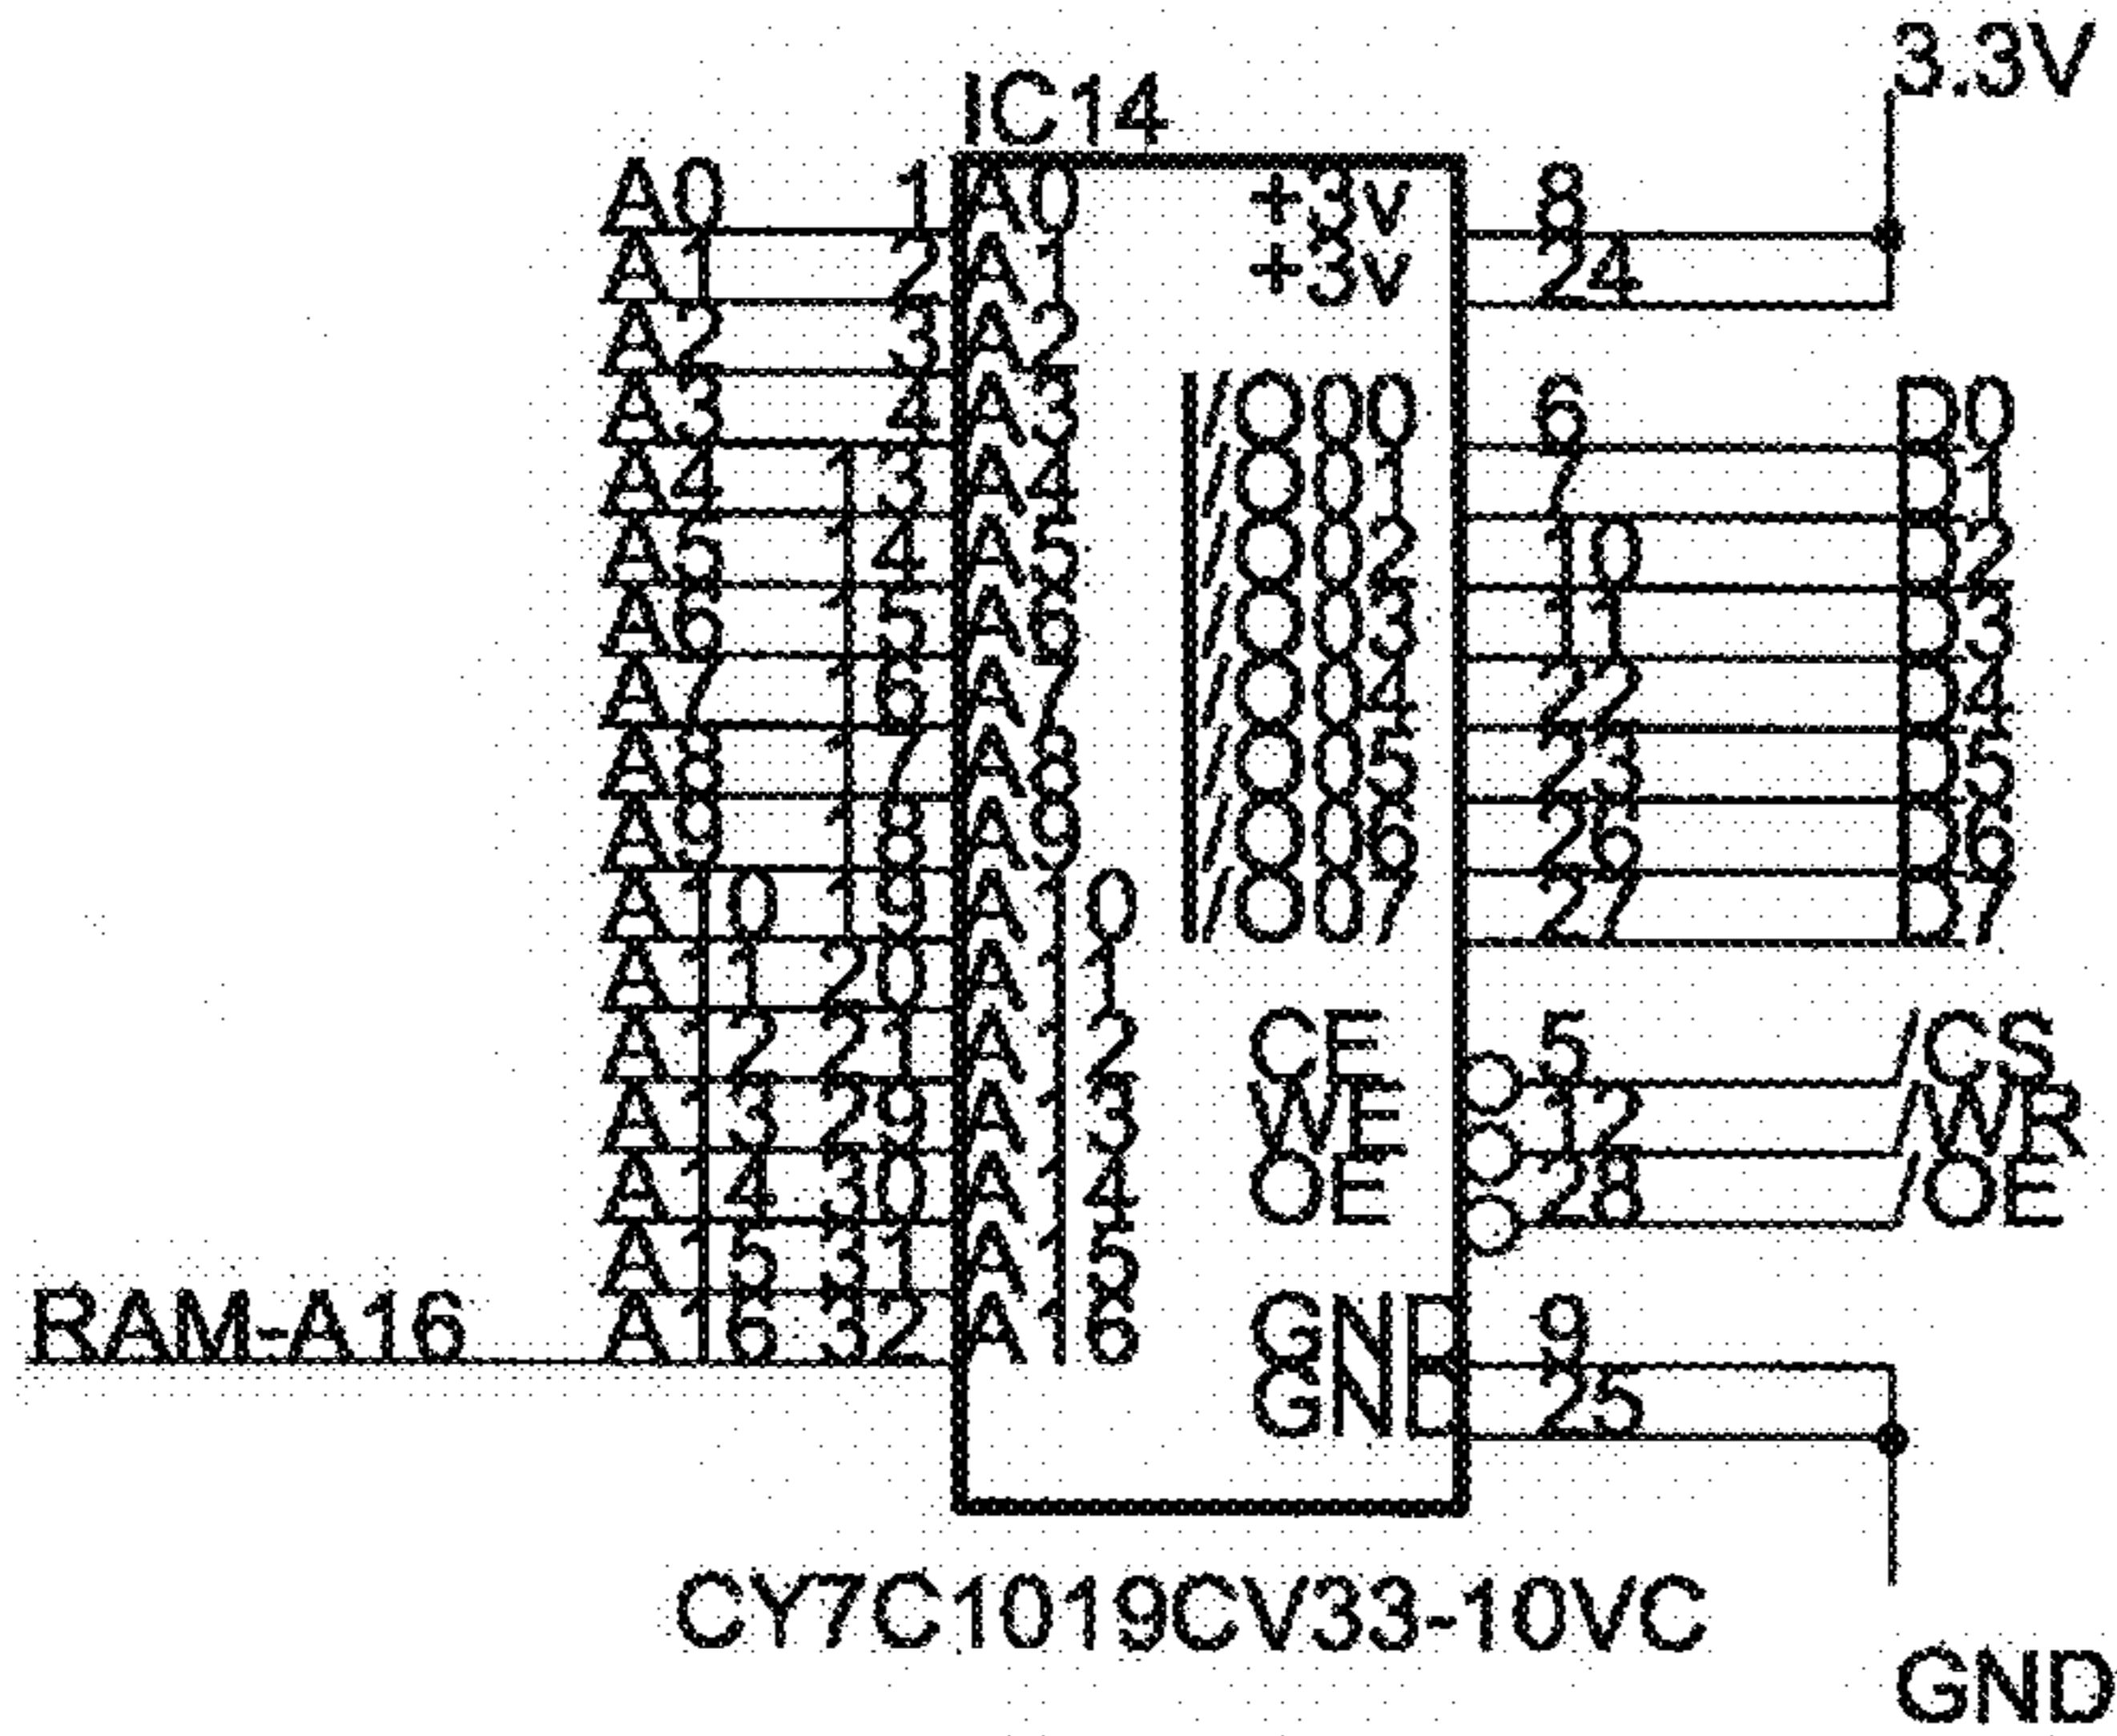 3.3V
IC14
A0 1 A0 +3v 8
A1 2 A1 +3v 24
A2 3 A2
A3 4 A3 I/O00 6 D0
A4 13 A4 I/O01 7 D1
A5 14 A5 I/O02 10 D2
A6 15 A6 I/O03 11 D3
A7 16 A7 I/O04 22 D4
A8 17 A8 I/O05 23 D5
A9 18 A9 I/O06 26 D6
A10 19 A10 I/O07 27 D7
A11 20 A11
A12 21 A12 CE 5 /CS
A13 29 A13 WE 12 /WR
A14 30 A14 OE 28 /OE
A15 31 A15
RAM-A16 A16 32 A16 GND 9
GND 25
CY7C1019CV33-10VC
GND